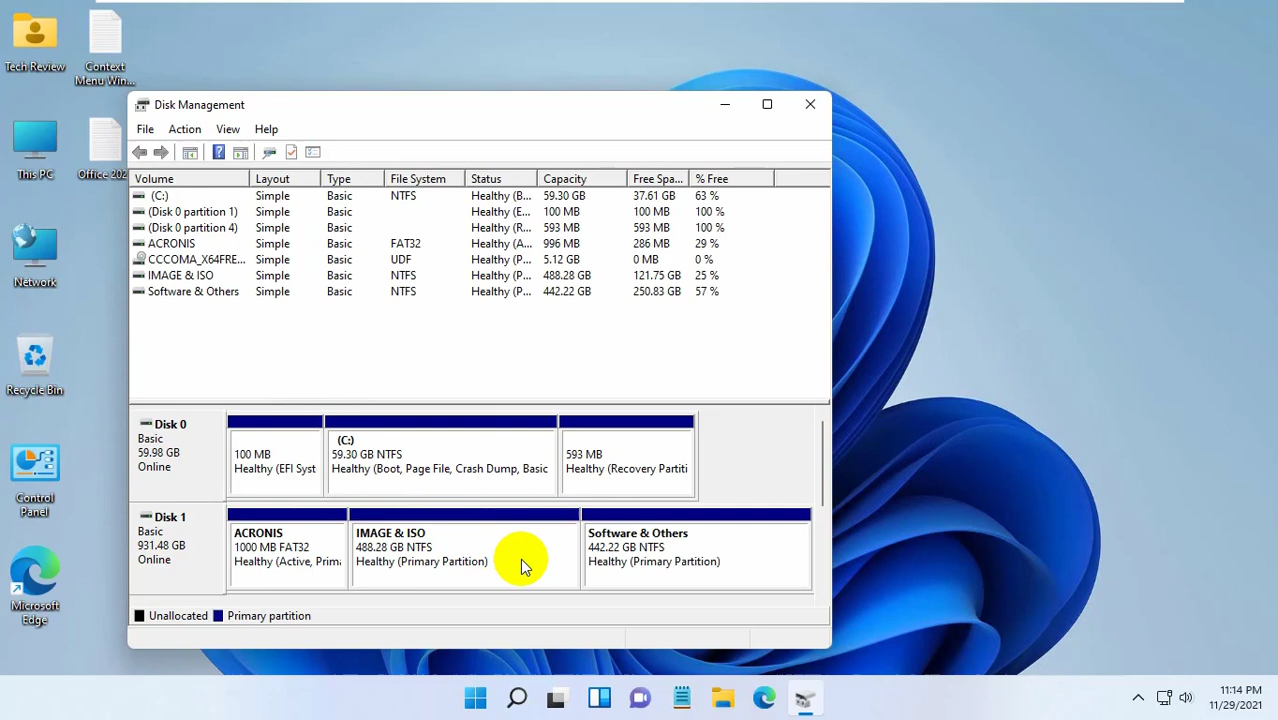 Tech Review
Context
Menu Win...
This PC
Office 202
Network
Recycle Bin
Control
Panel
Microsoft
Edge
Disk Management
File Action View Help
Volume Layout Type File System Status Capacity Free Spa... % Free
(C:) Simple Basic NTFS Healthy (B... 59.30 GB 37.61 GB 63 %
(Disk 0 partition 1) Simple Basic Healthy (E... 100 MB 100 MB 100 %
(Disk 0 partition 4) Simple Basic Healthy (R... 593 MB 593 MB 100 %
ACRONIS Simple Basic FAT32 Healthy (A... 996 MB 286 MB 29 %
CCCOMA_X64FRE... Simple Basic UDF Healthy (P... 5.12 GB 0 MB 0 %
IMAGE & ISO Simple Basic NTFS Healthy (P... 488.28 GB 121.75 GB 25 %
Software & Others Simple Basic NTFS Healthy (P... 442.22 GB 250.83 GB 57 %
Disk 0
Basic
59.98 GB
Online
100 MB
Healthy (EFI Syst
(C:)
59.30 GB NTFS
Healthy (Boot, Page File, Crash Dump, Basic
593 MB
Healthy (Recovery Partiti
Disk 1
Basic
931.48 GB
Online
ACRONIS
1000 MB FAT32
Healthy (Active, Prima
IMAGE & ISO
488.28 GB NTFS
Healthy (Primary Partition)
Software & Others
442.22 GB NTFS
Healthy (Primary Partition)
Unallocated Primary partition
11:14 PM
11/29/2021